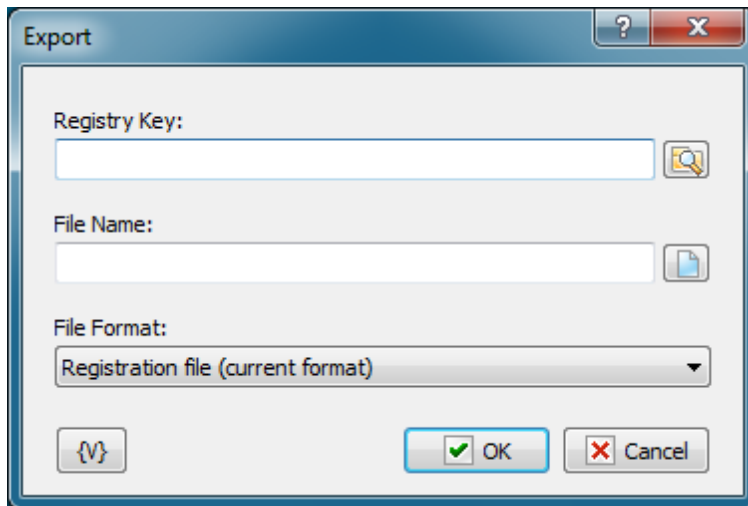 Export
?
Registry Key:
File Name:
File Format:
Registration file (current format)
{V}
OK
Cancel